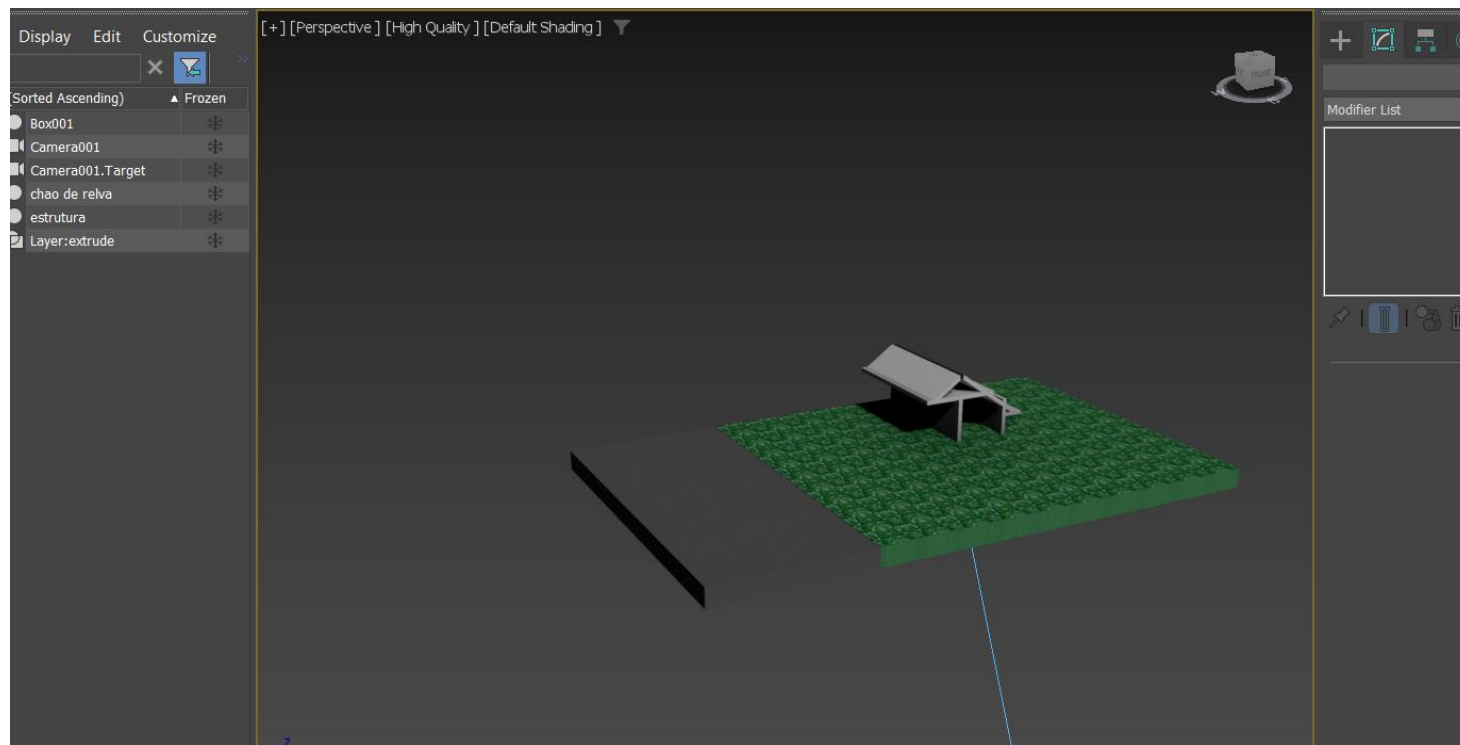 Display Edit Customize
[+] [Perspective ] [High Quality ] [Default Shading ]
(Sorted Ascending) ▲ Frozen
Box001
Camera001
Camera001.Target
chao de relva
estrutura
Layer:extrude
FRONT
Modifier List
z